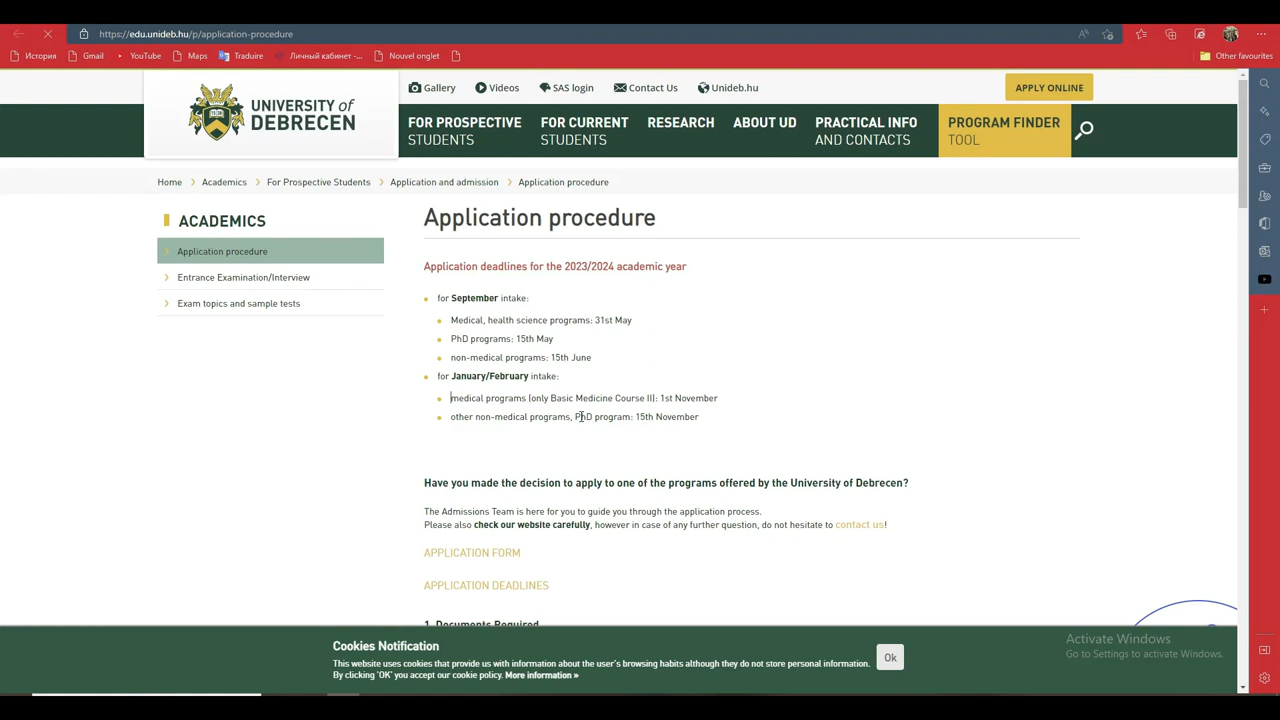 https://edu.unideb.hu/p/application-procedure
История Gmail YouTube Maps Traduire Личный кабинет -... Nouvel onglet Other favourites
UNIVERSITY of
DEBRECEN
Gallery Videos SAS login Contact Us Unideb.hu APPLY ONLINE
FOR PROSPECTIVE STUDENTS
FOR CURRENT STUDENTS
RESEARCH
ABOUT UD
PRACTICAL INFO AND CONTACTS
PROGRAM FINDER TOOL
Home Academics For Prospective Students Application and admission Application procedure
ACADEMICS
Application procedure
Entrance Examination/Interview
Exam topics and sample tests
Application procedure
Application deadlines for the 2023/2024 academic year
for September intake:
Medical, health science programs: 31st May
PhD programs: 15th May
non-medical programs: 15th June
for January/February intake:
medical programs (only Basic Medicine Course II): 1st November
other non-medical programs, PhD program: 15th November
Have you made the decision to apply to one of the programs offered by the University of Debrecen?
The Admissions Team is here for you to guide you through the application process.
Please also check our website carefully, however in case of any further question, do not hesitate to contact us!
APPLICATION FORM
APPLICATION DEADLINES
1. Documents Required
Cookies Notification
This website uses cookies that provide us with information about the user's browsing habits although they do not store personal information.
By clicking 'OK' you accept our cookie policy. More information »
Ok
Activate Windows
Go to Settings to activate Windows.